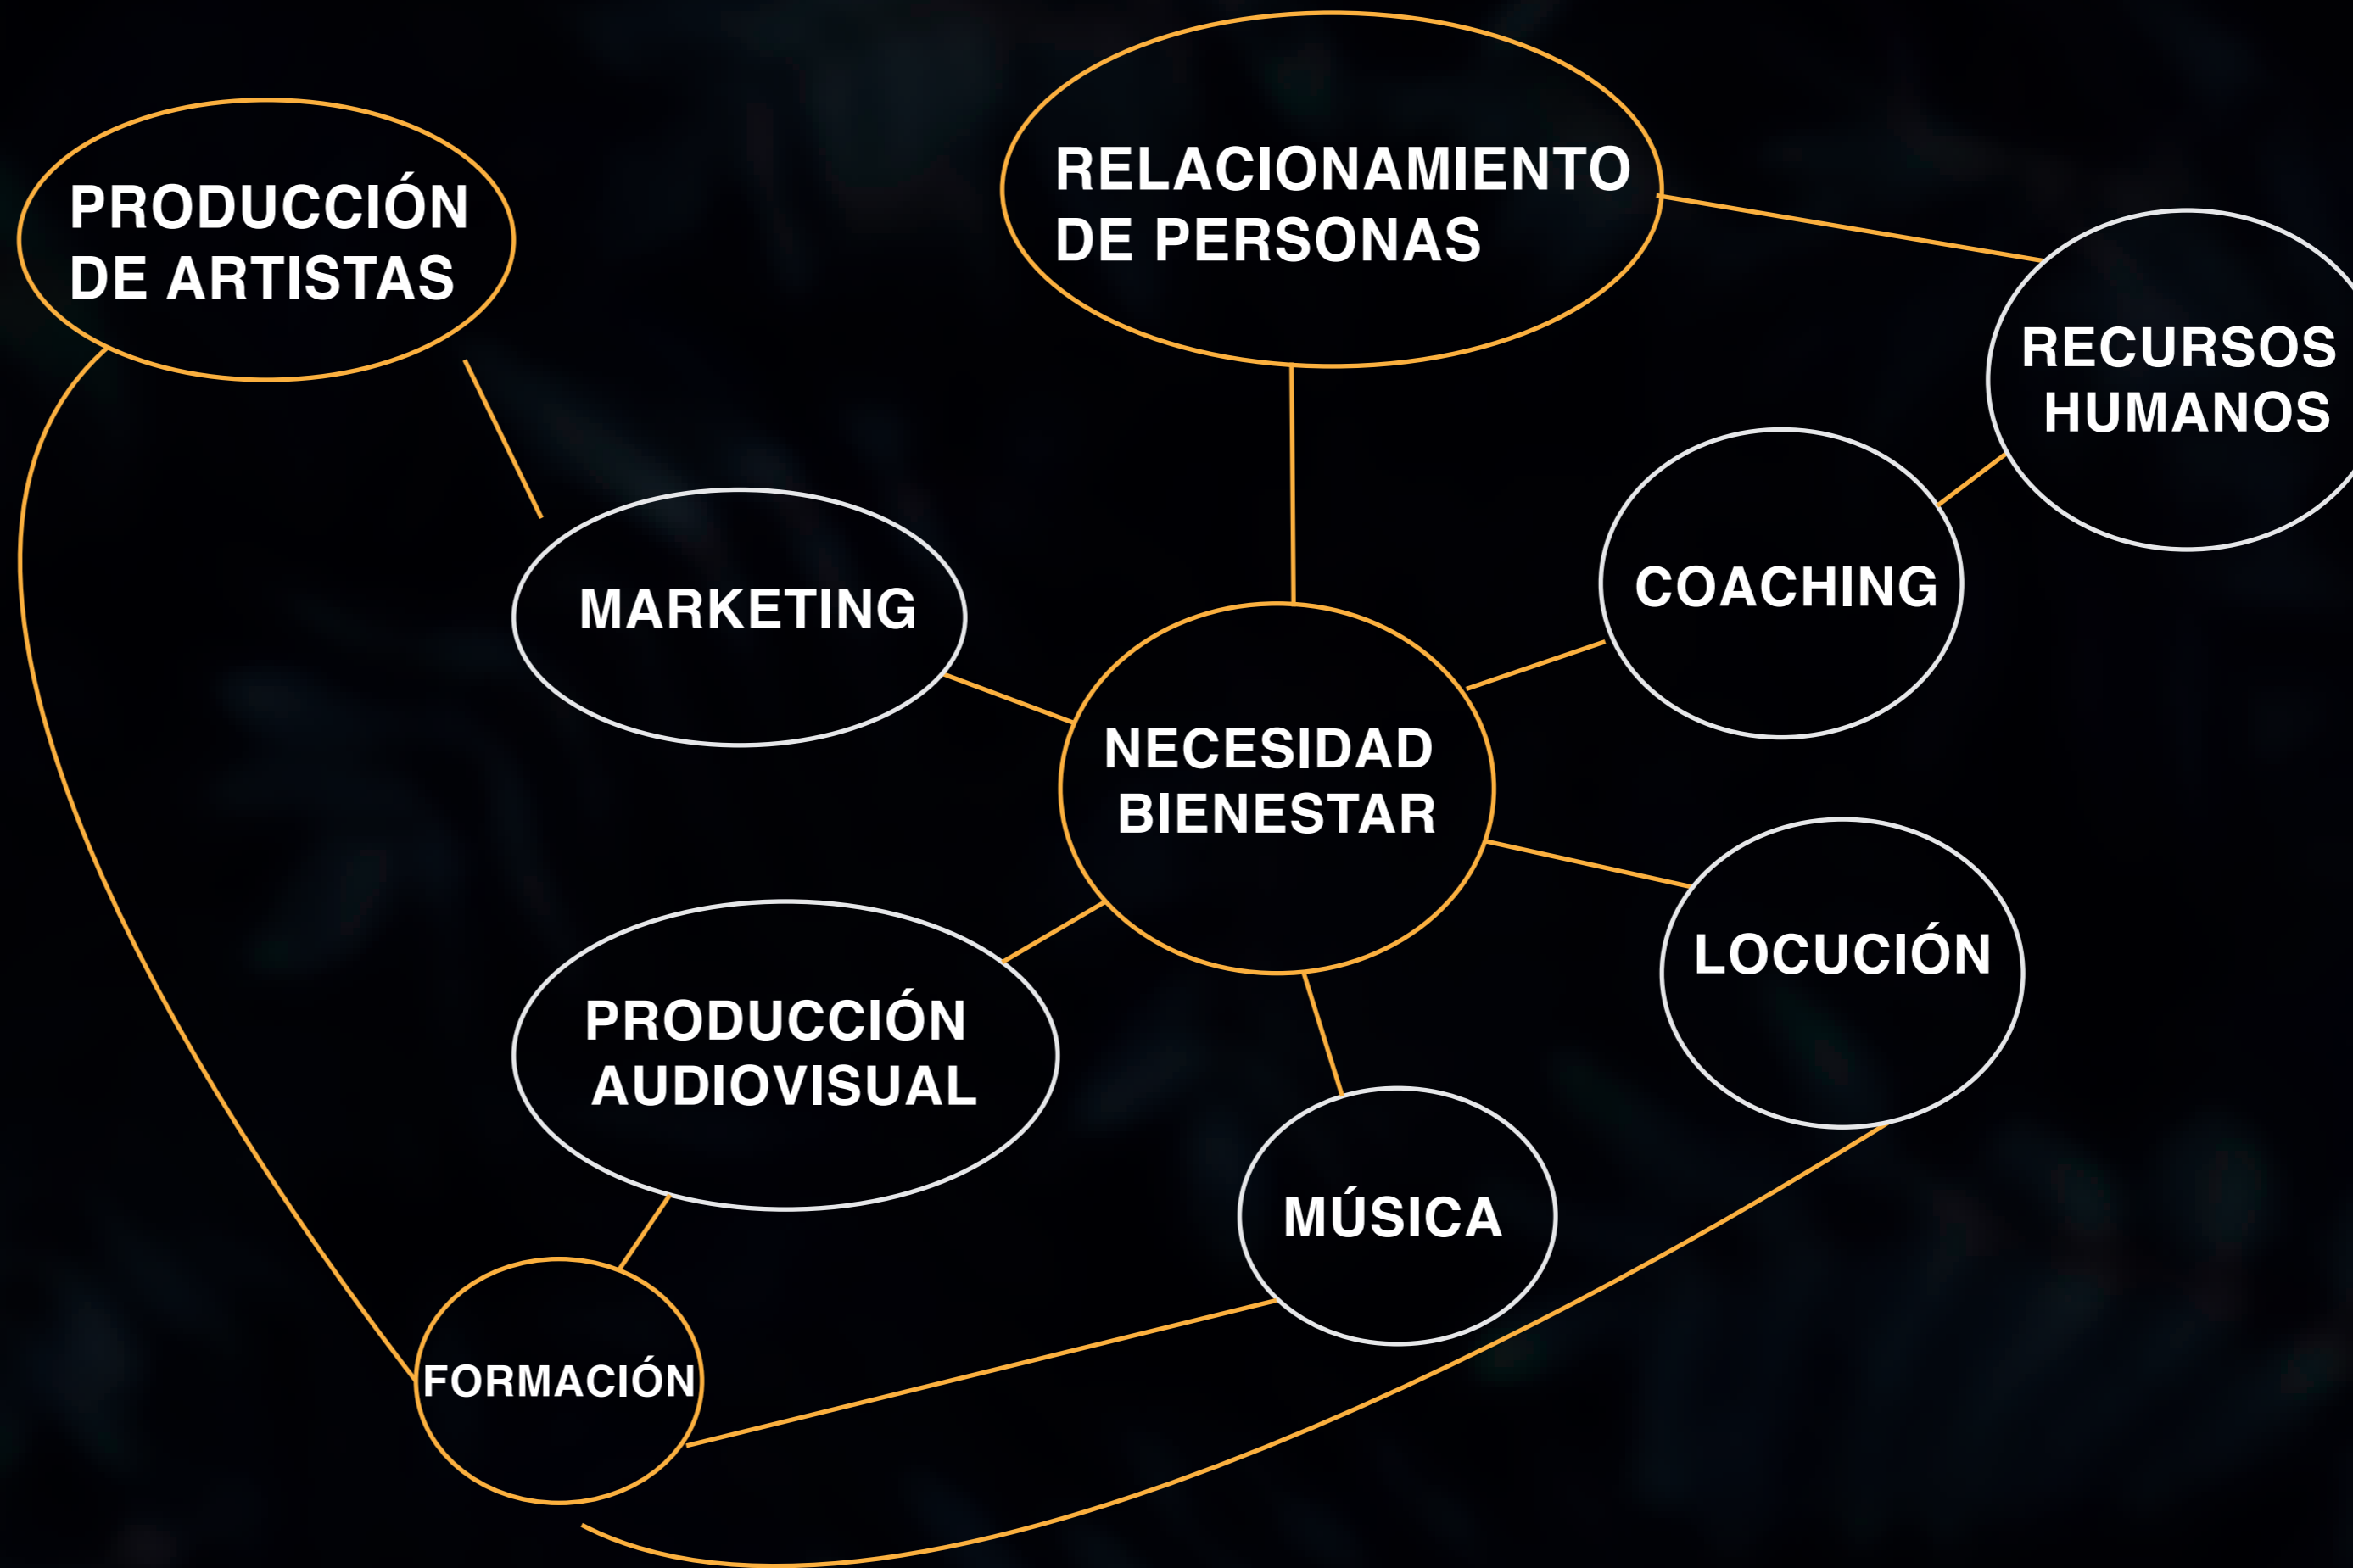 PRODUCCIÓN
DE ARTISTAS
RELACIONAMIENTO
DE PERSONAS
RECURSOS
HUMANOS
MARKETING
COACHING
NECESIDAD
BIENESTAR
LOCUCIÓN
PRODUCCIÓN
AUDIOVISUAL
MÚSICA
FORMACIÓN